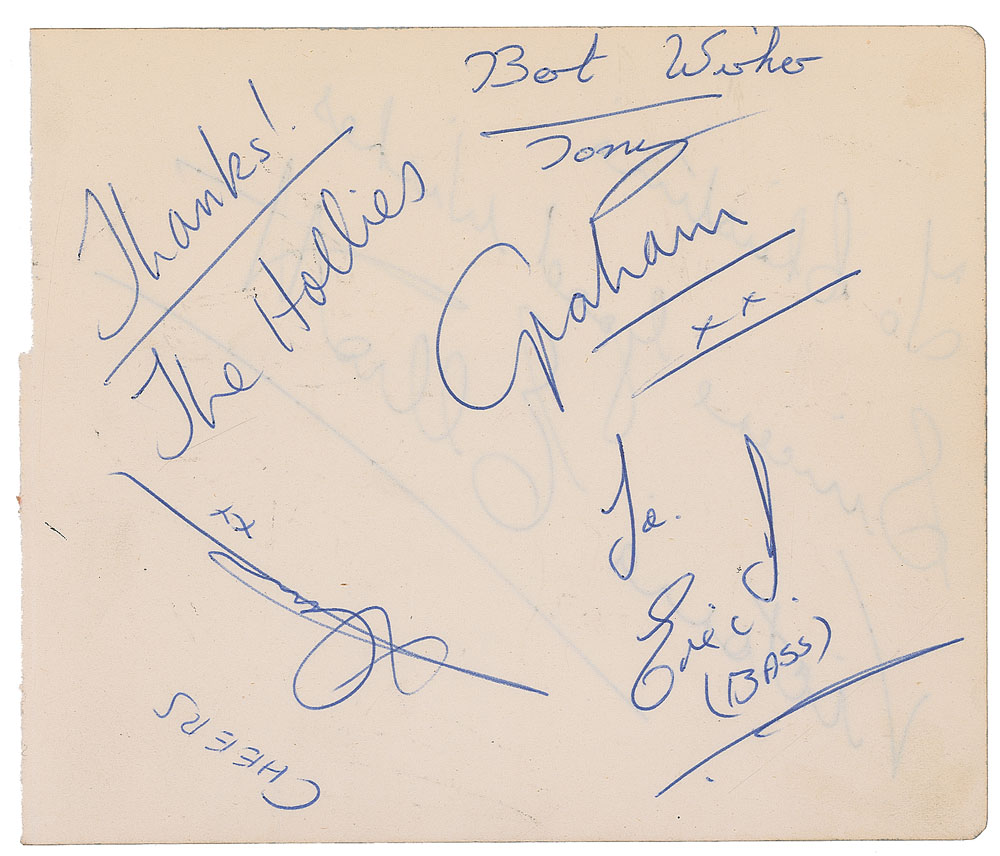 Best Wishes
Tony
Thanks!
The Hollies
Graham
xx
To. J.
Eric
(BASS)
xx
CHEERS